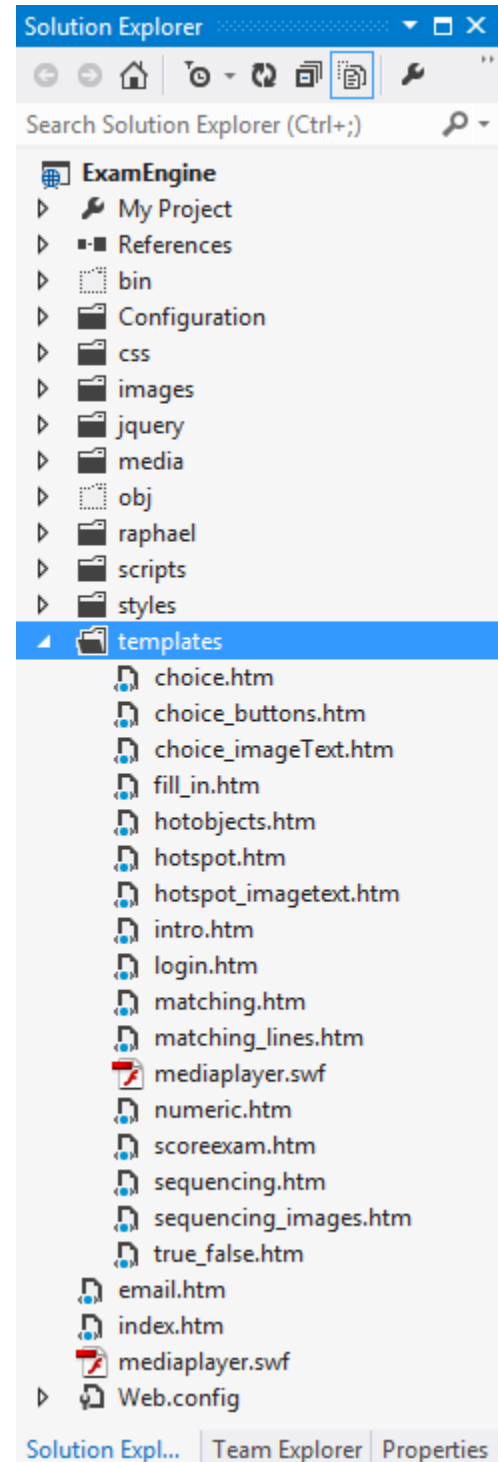 Solution Explorer
Search Solution Explorer (Ctrl+;)
ExamEngine
My Project
References
bin
Configuration
css
images
jquery
media
obj
raphael
scripts
styles
templates
choice.htm
choice_buttons.htm
choice_imageText.htm
fill_in.htm
hotobjects.htm
hotspot.htm
hotspot_imagetext.htm
intro.htm
login.htm
matching.htm
matching_lines.htm
mediaplayer.swf
numeric.htm
scoreexam.htm
sequencing.htm
sequencing_images.htm
true_false.htm
email.htm
index.htm
mediaplayer.swf
Web.config
Solution Expl... Team Explorer Properties